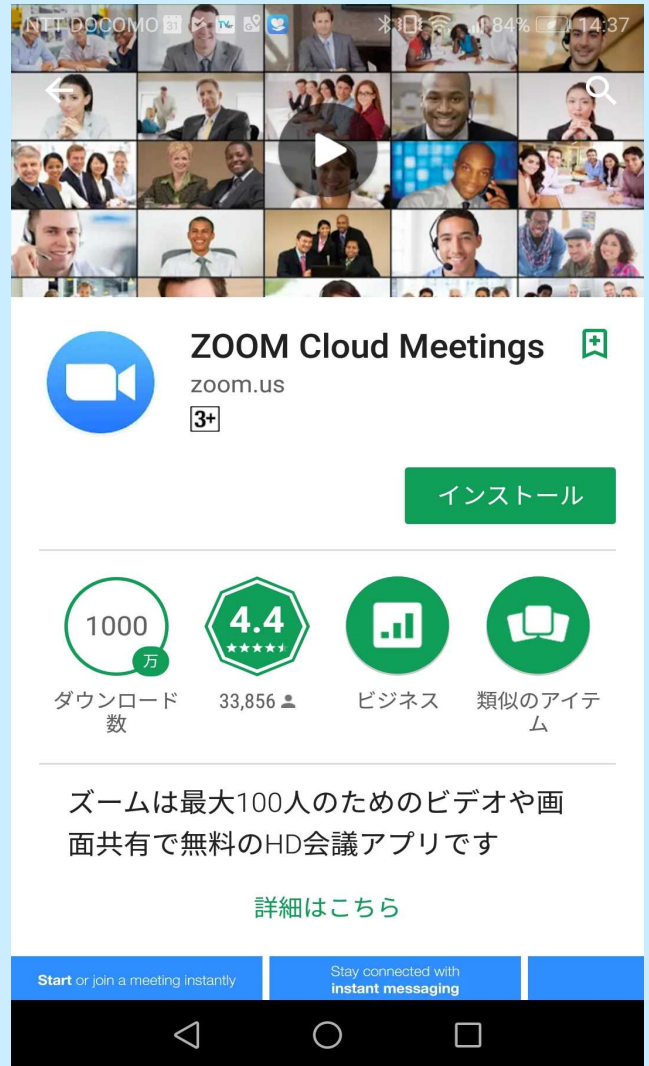 NTT DOCOMO 31 TV 84% 14:37
ZOOM Cloud Meetings
zoom.us
3+
インストール
1000
万
4.4
ダウンロード
数
33,856
ビジネス
類似のアイテ
ム
ズームは最大100人のためのビデオや画
面共有で無料のHD会議アプリです
詳細はこちら
Start or join a meeting instantly
Stay connected with
instant messaging